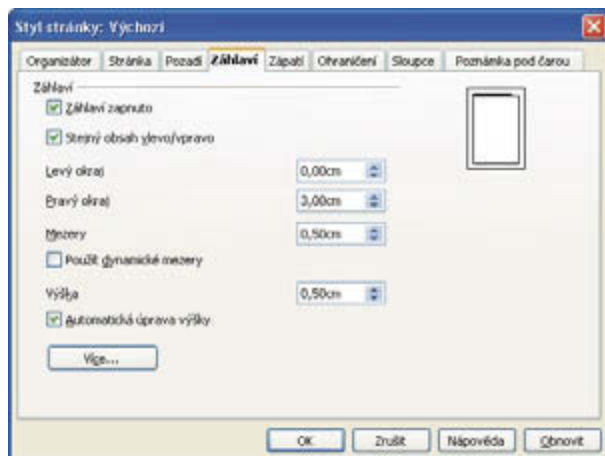 Styl stránky: Výchozí
Organizátor Stránka Pozadí Záhlaví Zápatí Ohraničení Sloupce Poznámka pod čarou
Záhlaví
Záhlaví zapnuto
Stejný obsah vlevo/vpravo
Levý okraj 0,00cm
Pravý okraj 3,00cm
Mezery 0,50cm
Použít dynamické mezery
Výška 0,50cm
Automatická úprava výšky
Více...
OK Zrušit Nápověda Obnovit